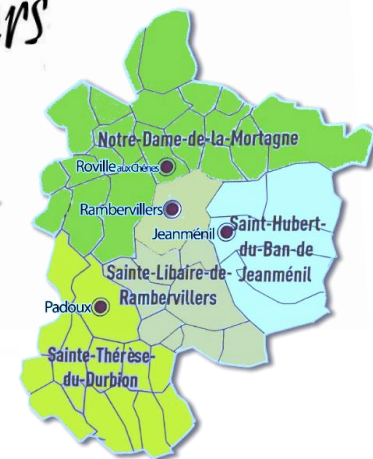 Notre-Dame-de-La-Mortagne
Roville aux Chênes
Rambervillers
Jeanménil
Saint-Hubert-
du-Ban-de
Jeanménil
Sainte-Libaire-de-
Rambervillers
Padoux
Sainte-Thérèse-
du-Durbion